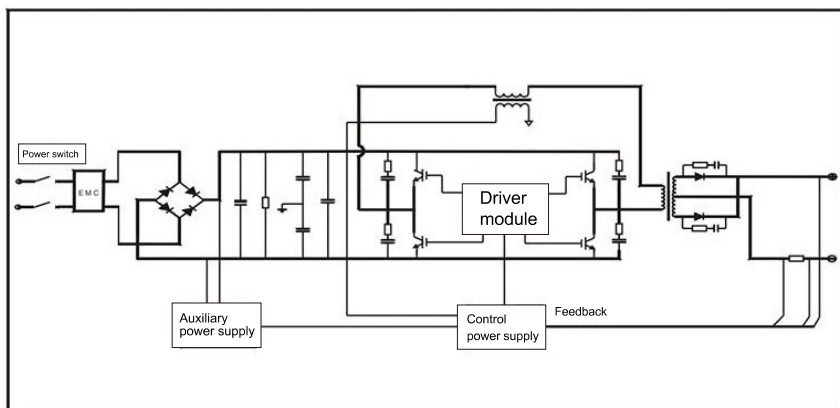 Power switch
EMC
Driver
module
Auxiliary
power supply
Control
power supply
Feedback